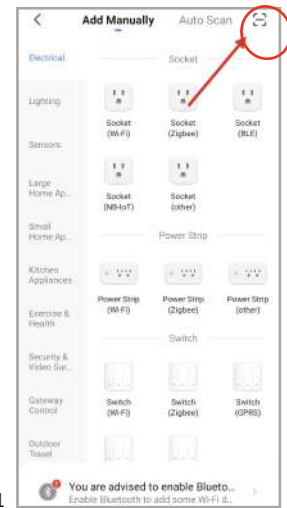 Add Manually Auto Scan
Electrical
Socket
Lighting
Socket
(Wi-Fi)
Socket
(Zigbee)
Socket
(BLE)
Sensors
Large
Home Ap...
Socket
(NB-IoT)
Socket
(other)
Small
Home Ap...
Power Strip
Kitchen
Appliances
Power Strip
(Wi-Fi)
Power Strip
(Zigbee)
Power Strip
(other)
Exercise &
Health
Switch
Security &
Video Sur...
Gateway
Control
Switch
(Wi-Fi)
Switch
(Zigbee)
Switch
(GPRS)
Outdoor
Travel
You are advised to enable Blueto...
Enable Bluetooth to add some Wi-Fi d...
1